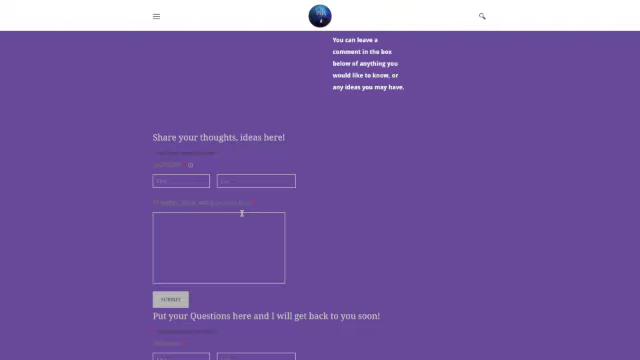 You can leave a
comment in the box
below of anything you
would like to know, or
any ideas you may have.
Share your thoughts, ideas here!
First
Last
SUBMIT
Put your Questions here and I will get back to you soon!